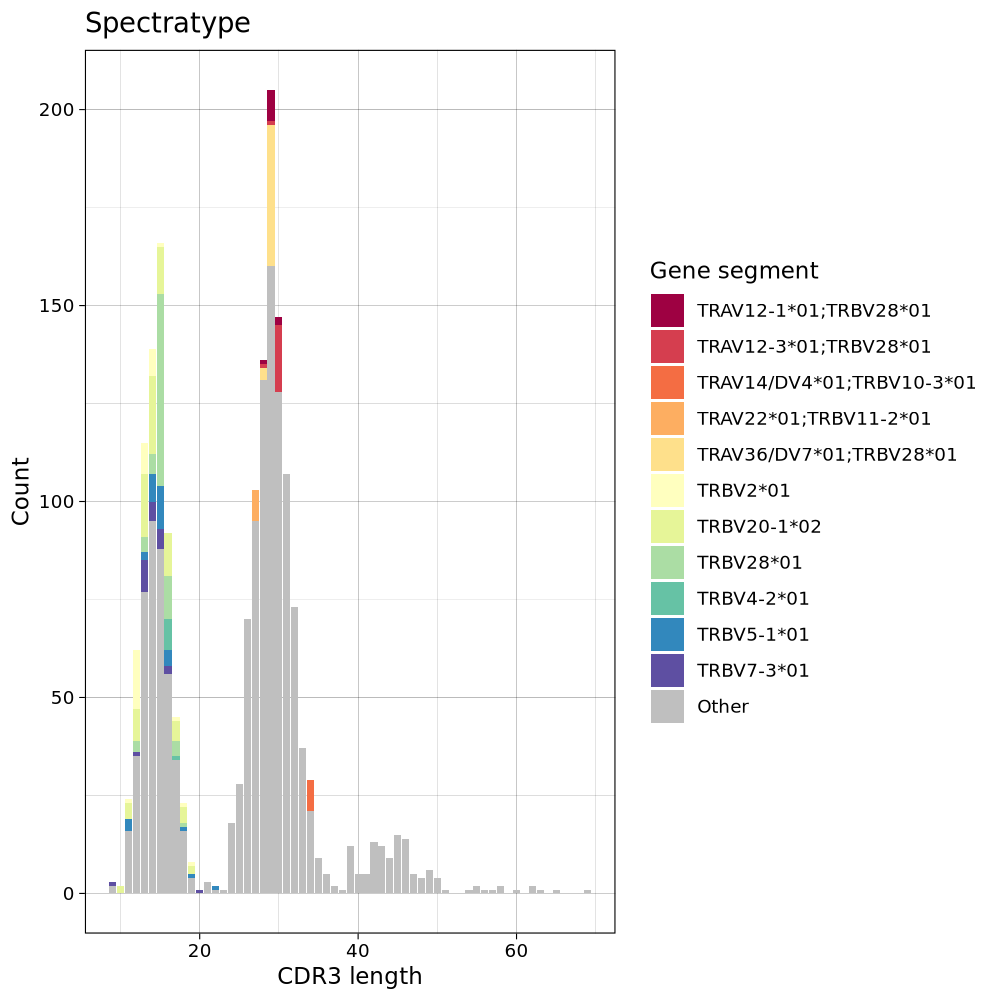 Spectratype
200
150
100
50
0
Count
20
40
60
CDR3 length
Gene segment
TRAV12-1*01;TRBV28*01
TRAV12-3*01;TRBV28*01
TRAV14/DV4*01;TRBV10-3*01
TRAV22*01;TRBV11-2*01
TRAV36/DV7*01;TRBV28*01
TRBV2*01
TRBV20-1*02
TRBV28*01
TRBV4-2*01
TRBV5-1*01
TRBV7-3*01
Other